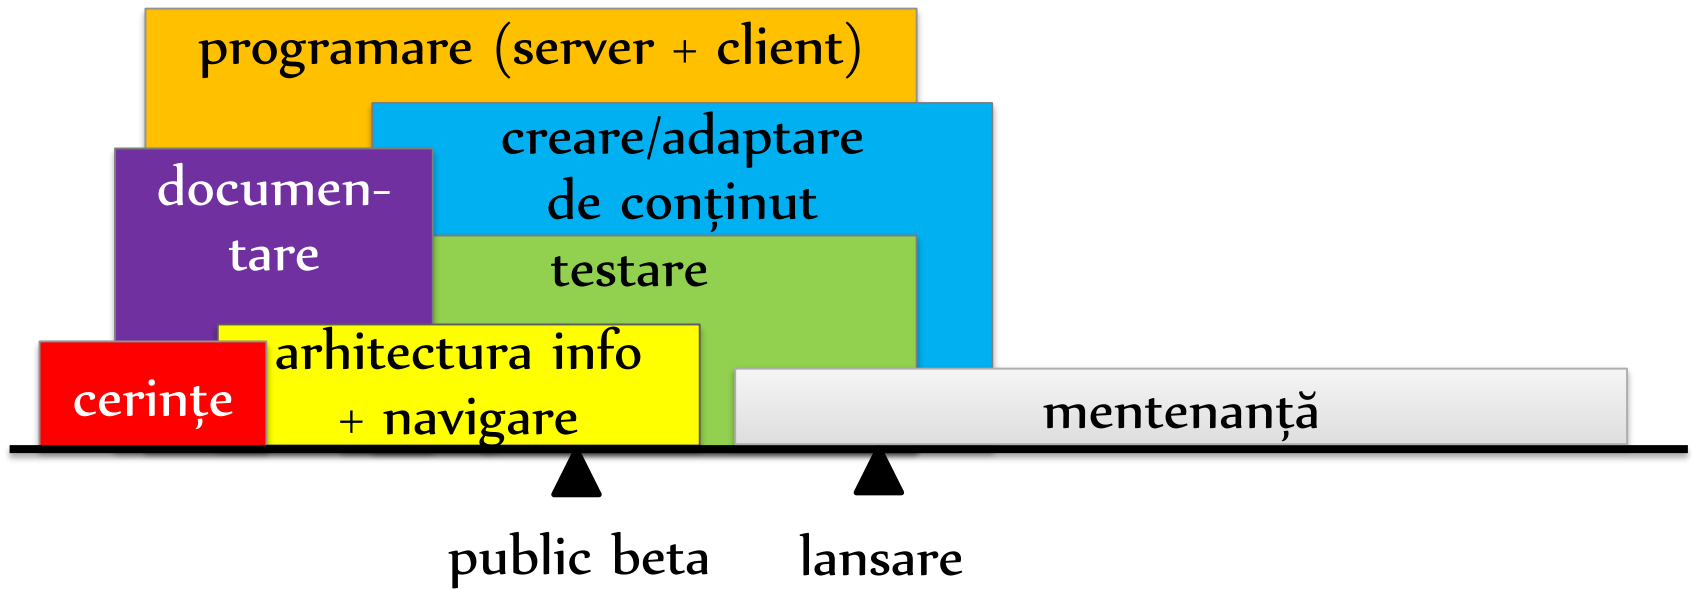 programare (server + client)
creare/adaptare
de conținut
documen-
tare
testare
arhitectura info
+ navigare
cerințe
mentenanță
public beta
lansare